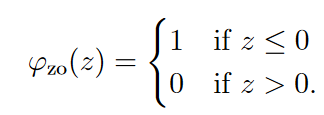 φ_zo(z) = { 1 if z ≤ 0
0 if z > 0.